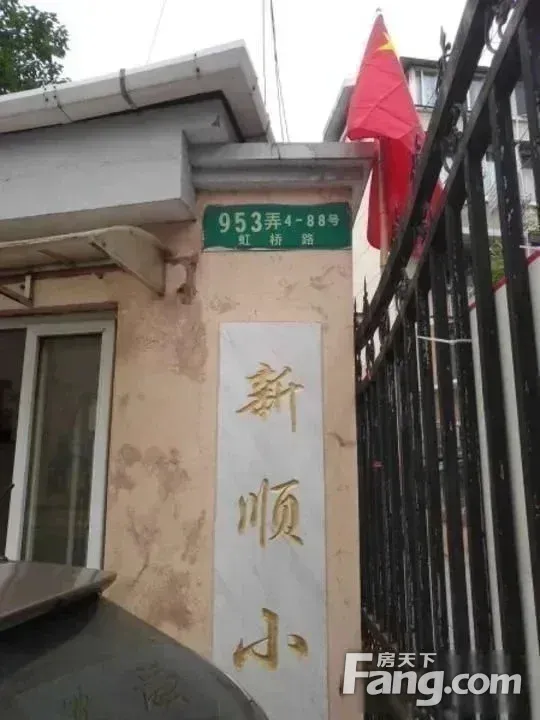 953弄4-88号
虹桥路
新
顺
小
房天下
Fang.com